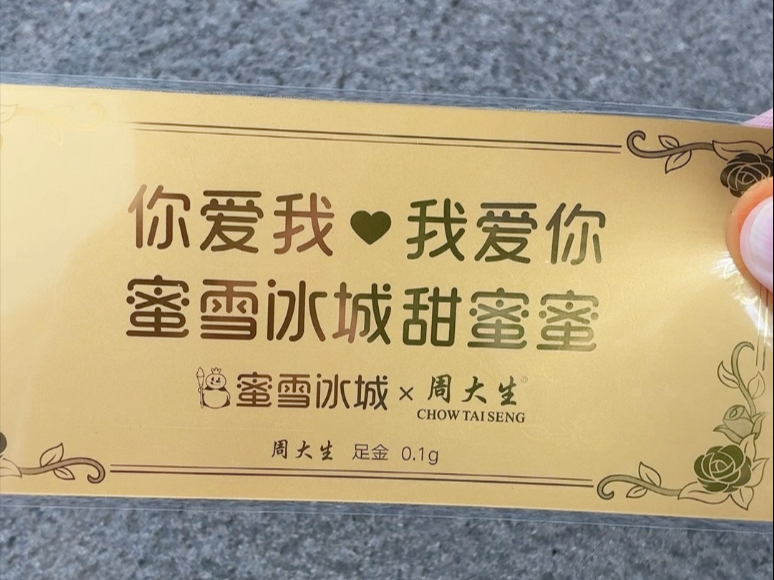 你爱我♥我爱你
蜜雪冰城甜蜜蜜
蜜雪冰城×周大生®
CHOW TAI SENG
周大生 足金 0.1g